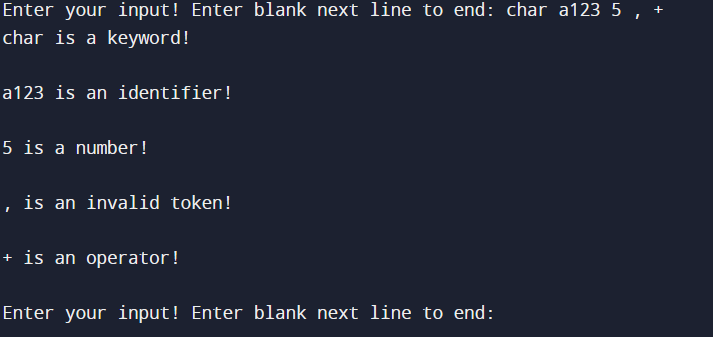 Enter your input! Enter blank next line to end: char a123 5 , +
char is a keyword!
a123 is an identifier!
5 is a number!
, is an invalid token!
+ is an operator!
Enter your input! Enter blank next line to end: